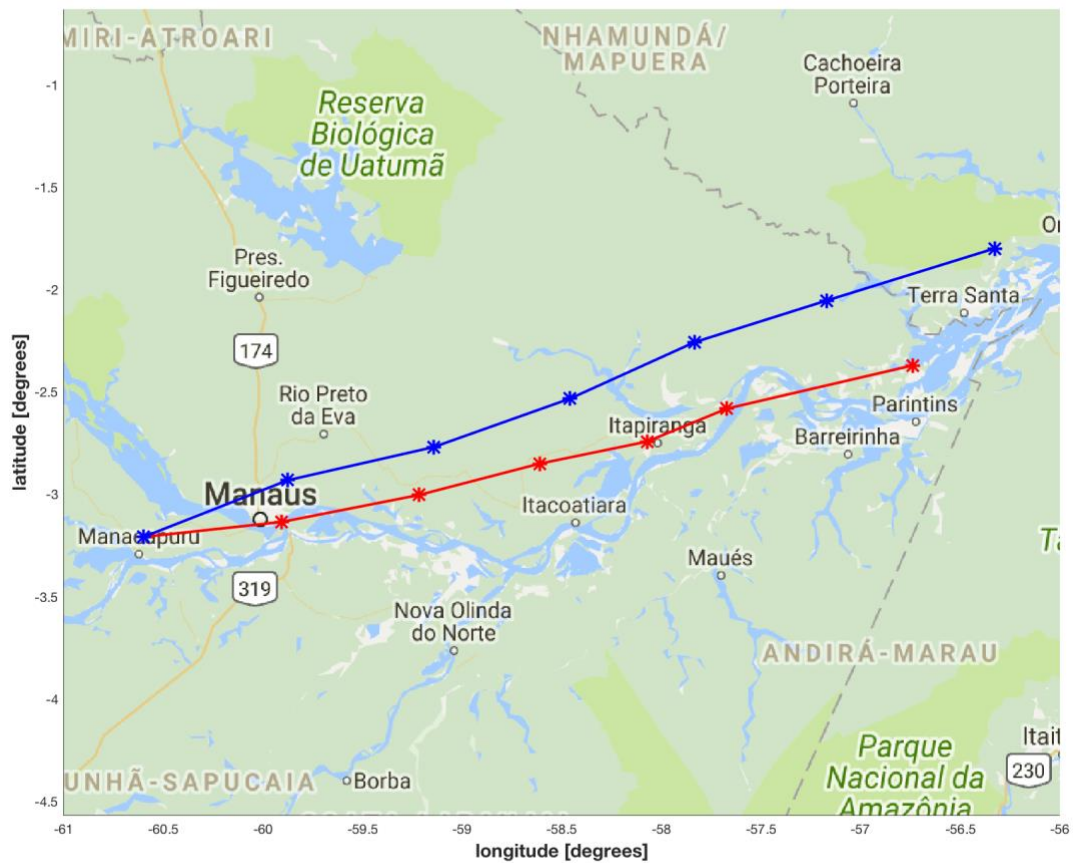 MIRI-ATROARI
NHAMUNDÁ/
MAPUERA
Cachoeira
Porteira
Reserva
Biológica
de Uatumã
Pres.
Figueiredo
174
Terra Santa
Rio Preto
da Eva
Itapiranga
Parintins
Barreirinha
Manaus
Itacoatiara
Manacapuru
Maués
319
Nova Olinda
do Norte
ANDIRÁ-MARAU
Parque
Nacional da
Amazônia
230
UNHÃ-SAPUCAIA
Borba
-1
-1.5
-2
-2.5
-3
-3.5
-4
-4.5
latitude [degrees]
-61
-60.5
-60
-59.5
-59
-58.5
-58
-57.5
-57
-56.5
-56
longitude [degrees]